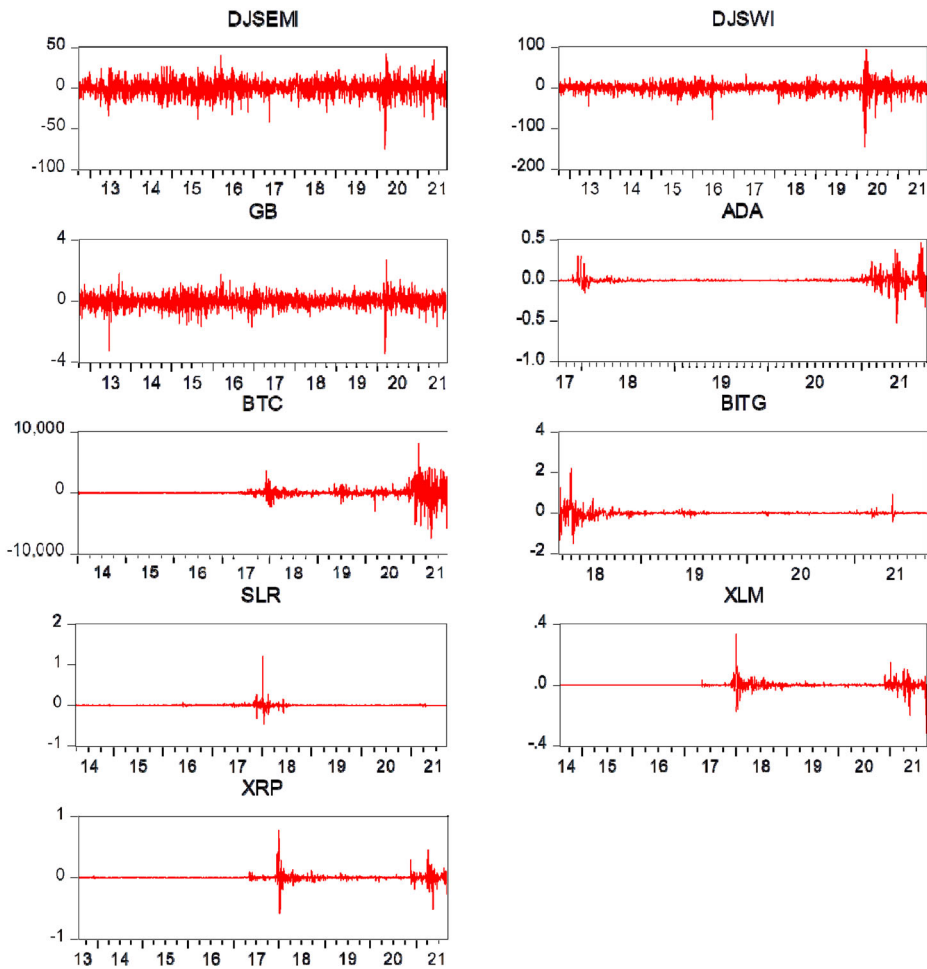 DJSEMI
50
0
-50
-100
13 14 15 16 17 18 19 20 21
DJSWI
100
0
-100
-200
13 14 15 16 17 18 19 20 21
GB
4
0
-4
13 14 15 16 17 18 19 20 21
ADA
0.5
0.0
-0.5
-1.0
17 18 19 20 21
BTC
10,000
0
-10,000
14 15 16 17 18 19 20 21
BITG
4
2
0
-2
18 19 20 21
SLR
2
1
0
-1
14 15 16 17 18 19 20 21
XLM
.4
.0
-.4
14 15 16 17 18 19 20 21
XRP
1
0
-1
13 14 15 16 17 18 19 20 21